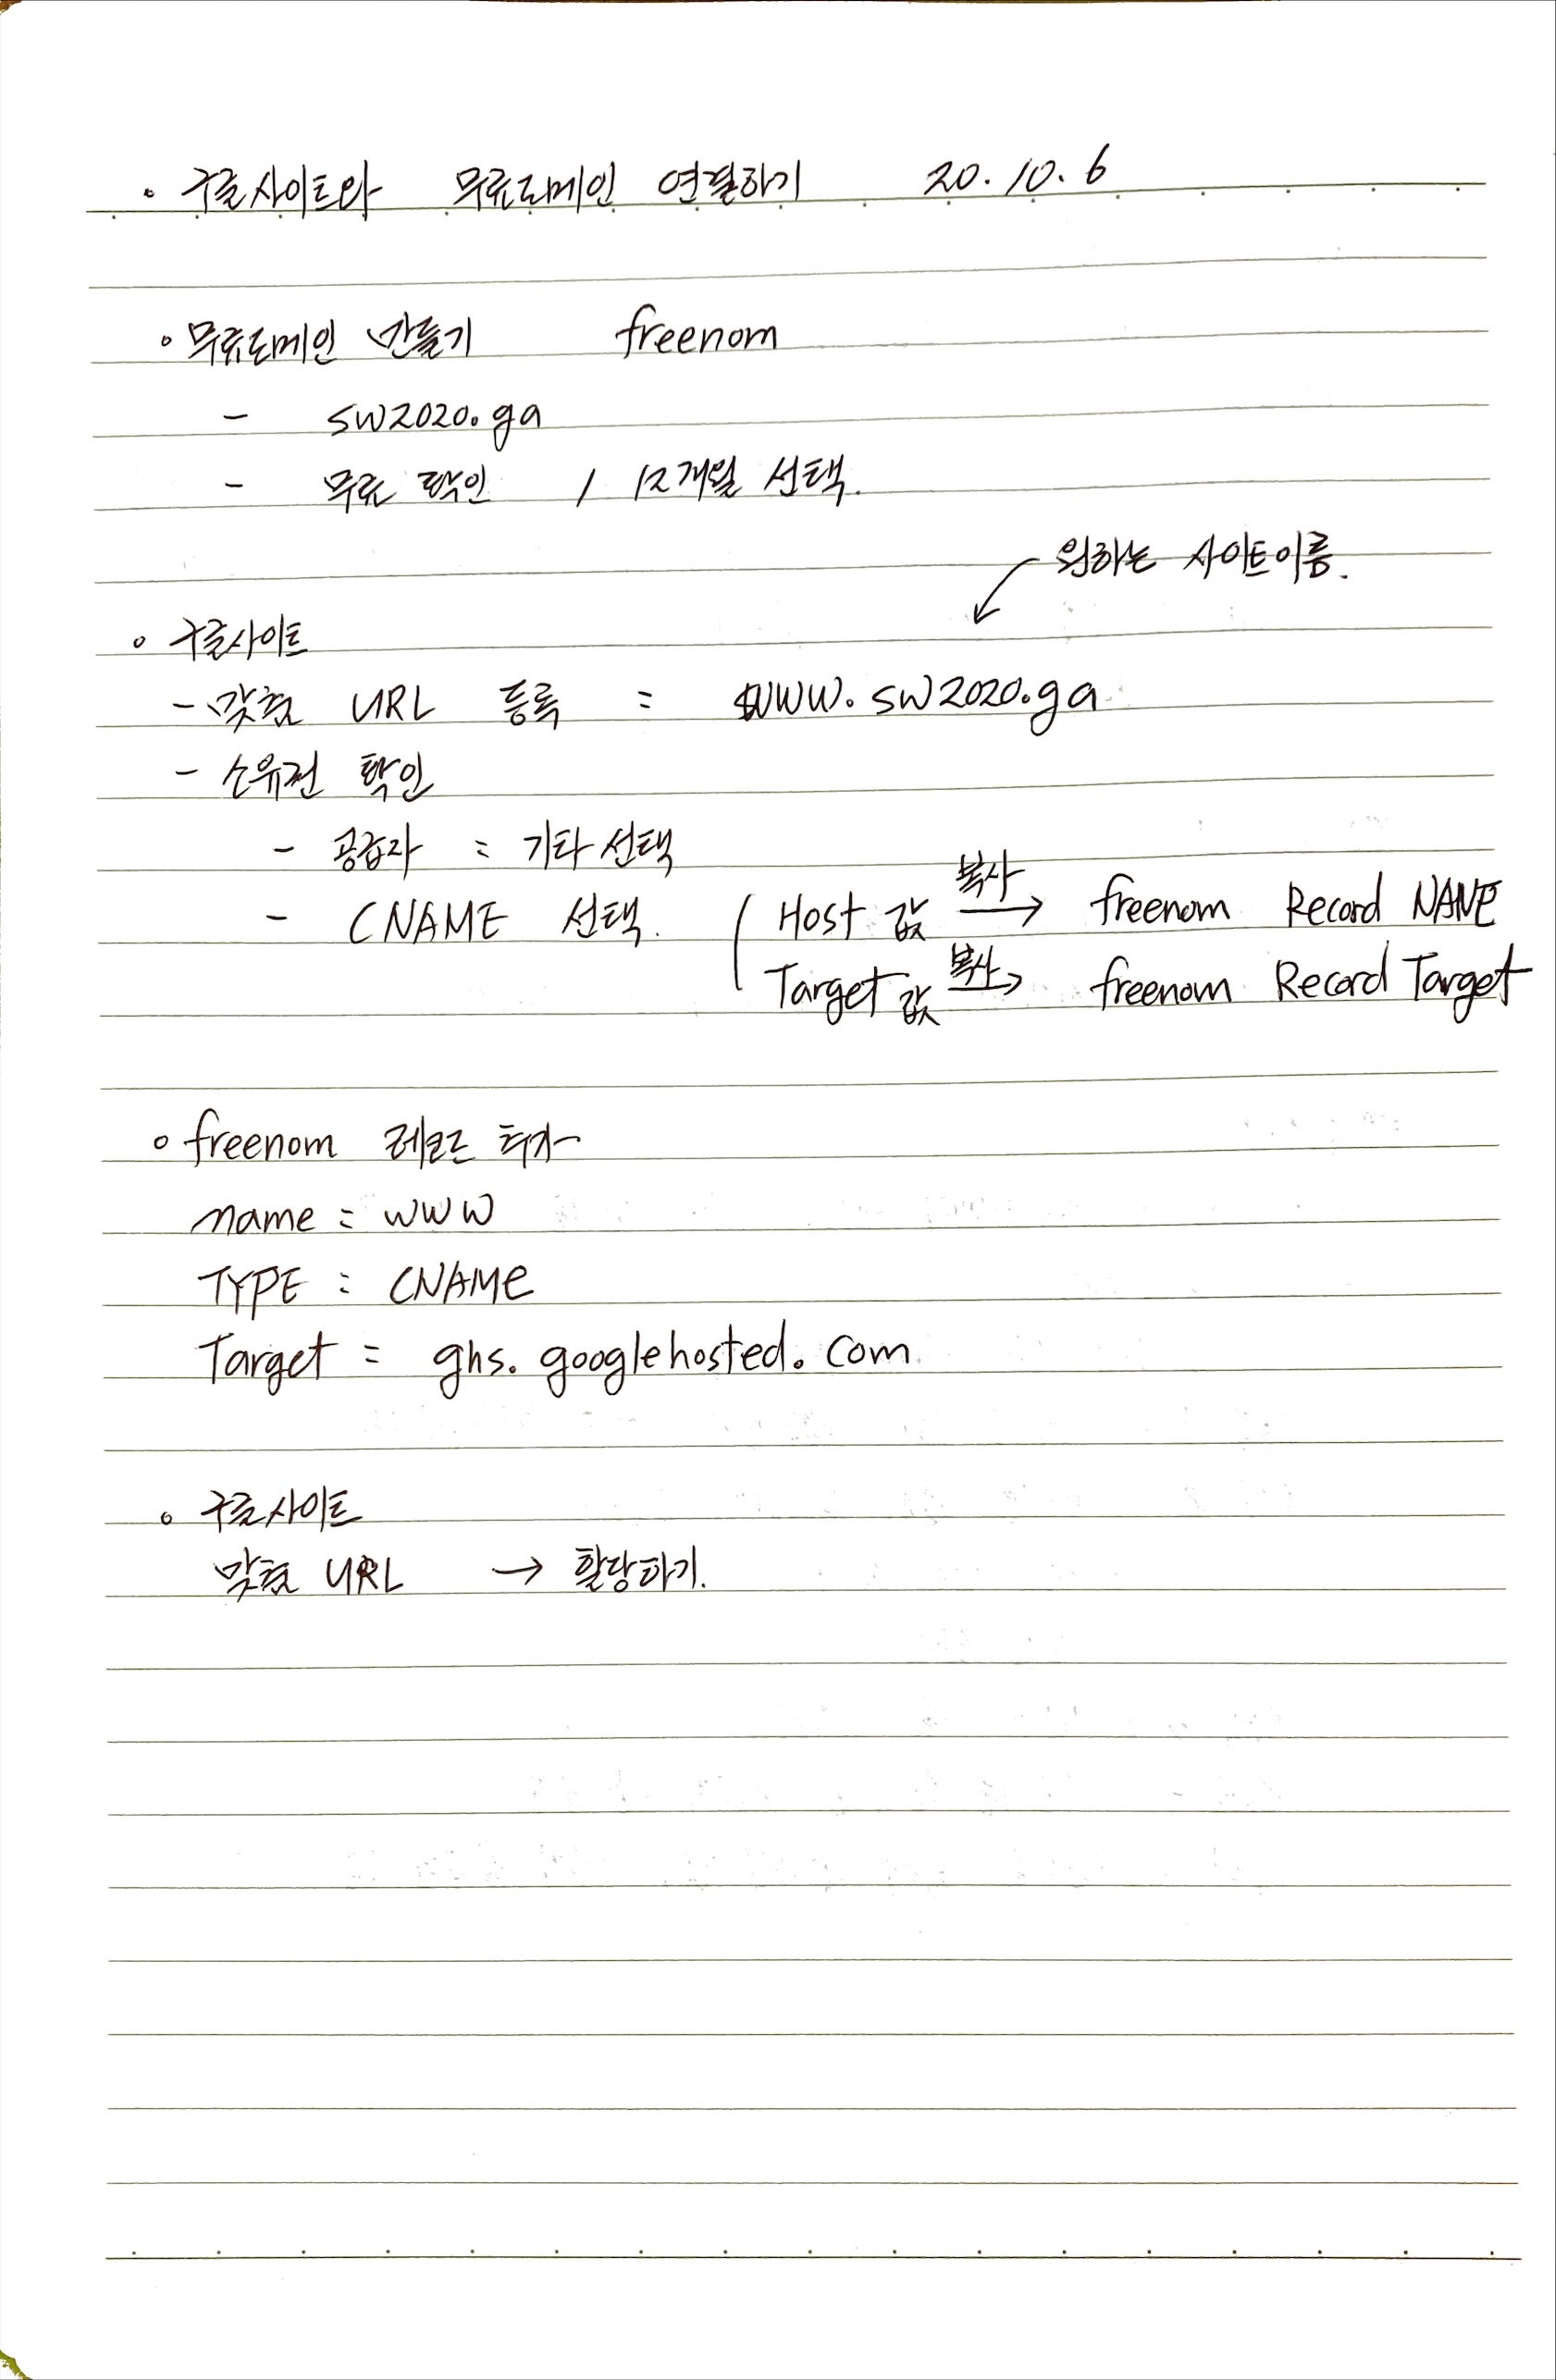 • 구글사이트와 무료도메인 연결하기 20.10.6
◦ 무료도메인 만들기 freenom
- sw2020.ga
- 무료 확인 / 12개월 선택.
원하는 사이트이름.
◦ 구글사이트
- 맞춤 URL 등록 = www.sw2020.ga
- 소유권 확인
- 공급자 = 기타선택
- CNAME 선택. ( Host 값 복사→ freenom Record NAME
Target 값 복사→ freenom Record Target
◦ freenom 레코드 추가
name = www
TYPE = CNAME
Target = ghs.googlehosted.com
◦ 구글사이트
맞춤 URL → 할당하기.